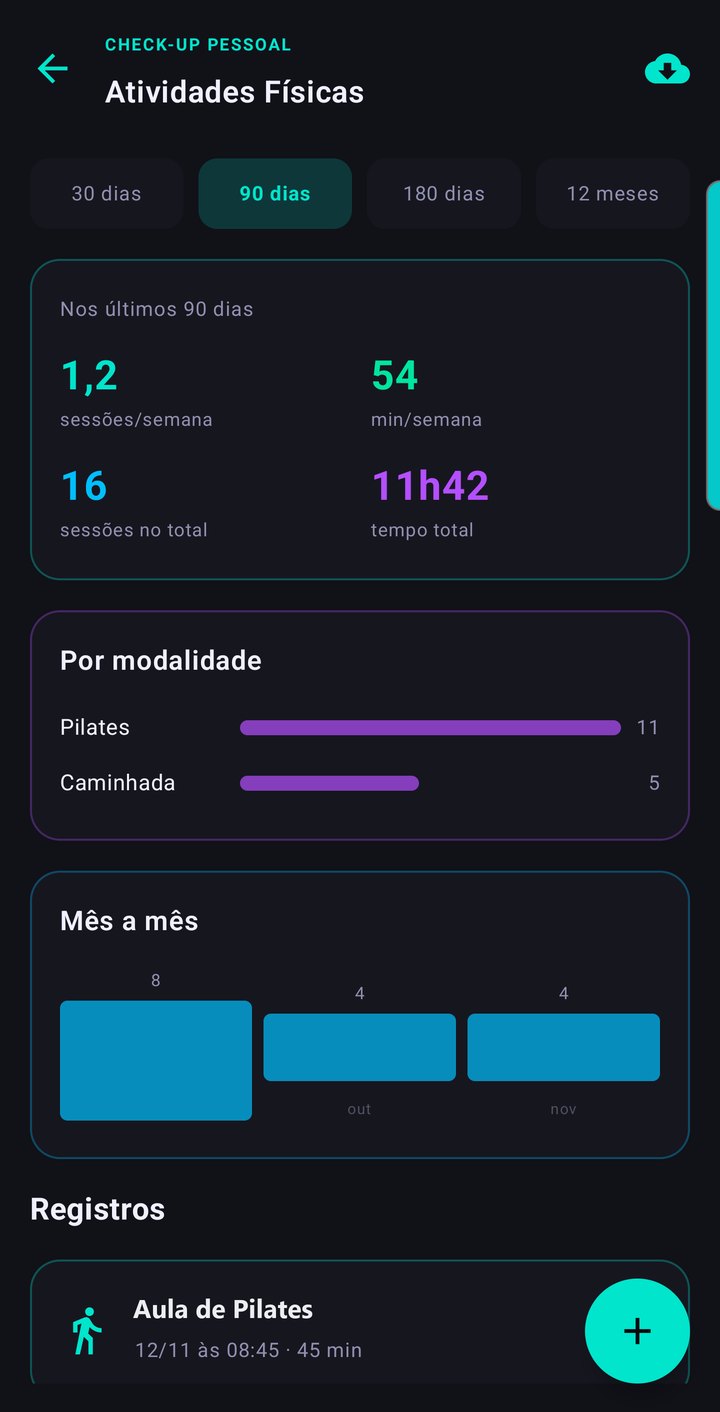 CHECK-UP PESSOAL
Atividades Físicas
30 dias
90 dias
180 dias
12 meses
Nos últimos 90 dias
1,2
sessões/semana
54
min/semana
16
sessões no total
11h42
tempo total
Por modalidade
Pilates 11
Caminhada 5
Mês a mês
8 4 4
out nov
Registros
Aula de Pilates
12/11 às 08:45 · 45 min